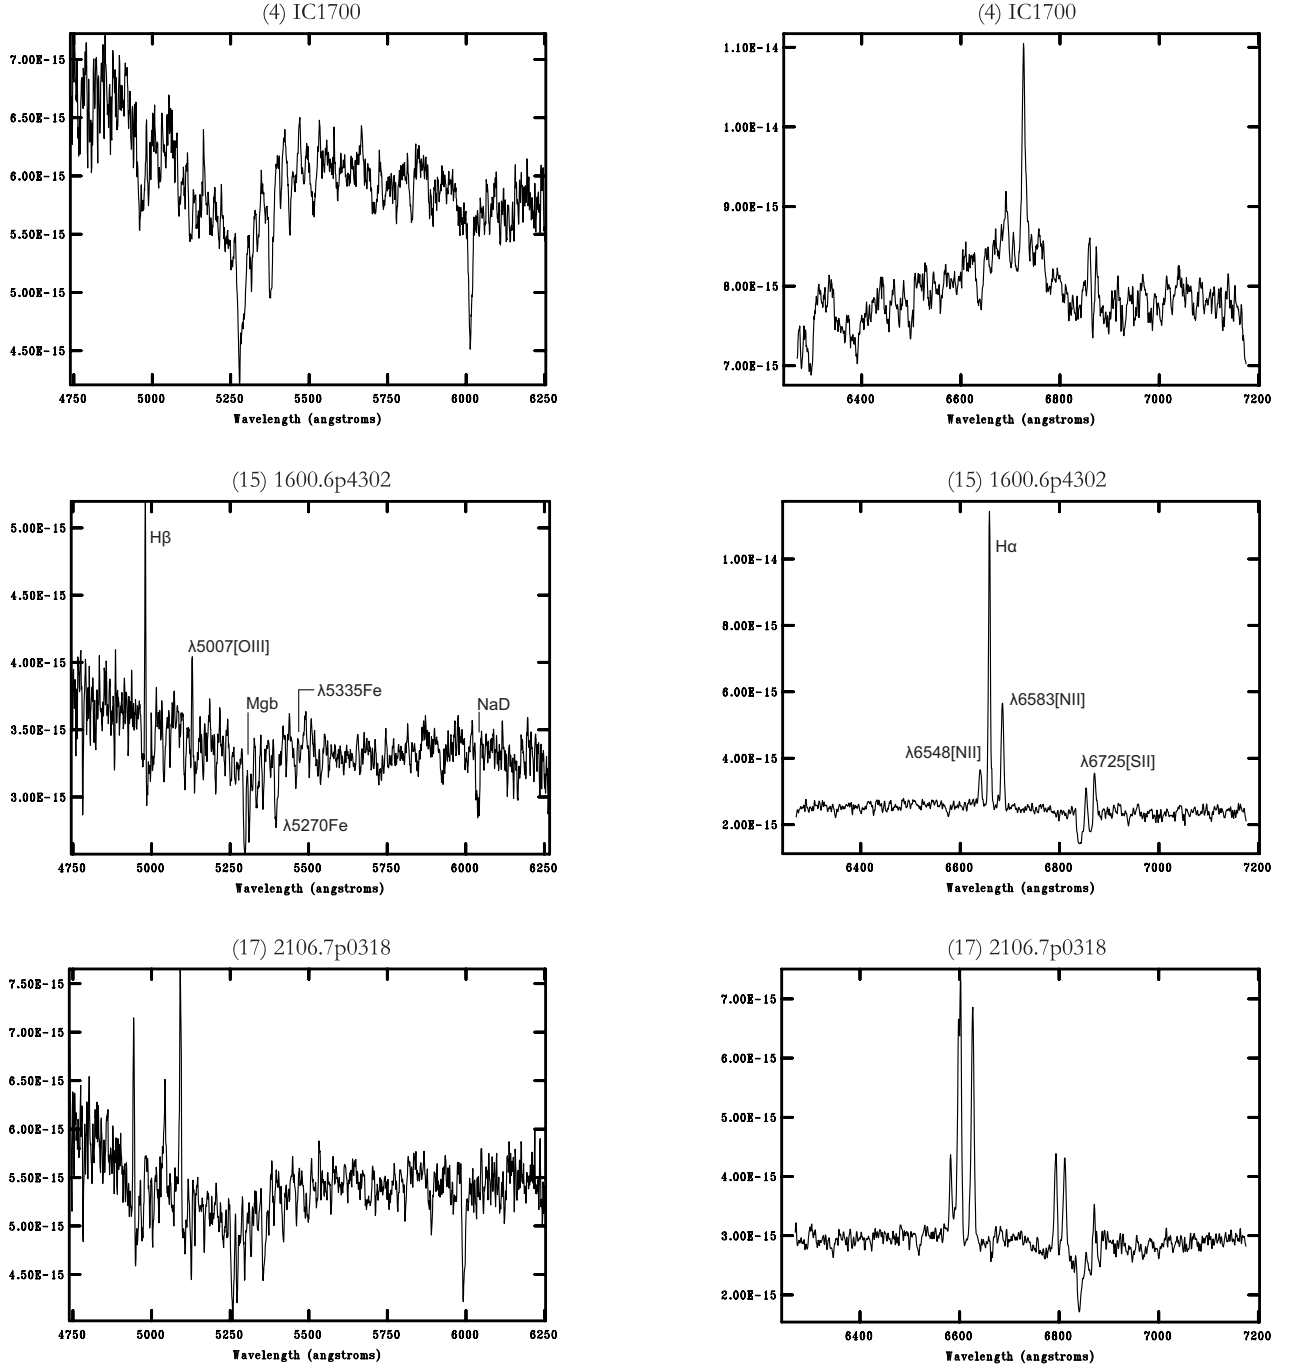 (4) IC1700
7.00E-15
6.50E-15
6.00E-15
5.50E-15
5.00E-15
4.50E-15
4750 5000 5250 5500 5750 6000 6250
Wavelength (angstroms)
(4) IC1700
1.10E-14
1.00E-14
9.00E-15
8.00E-15
7.00E-15
6400 6600 6800 7000 7200
Wavelength (angstroms)
(15) 1600.6p4302
5.00E-15
4.50E-15
4.00E-15
3.50E-15
3.00E-15
Hβ
λ5007[OIII]
Mgb
λ5335Fe
NaD
λ5270Fe
4750 5000 5250 5500 5750 6000 6250
Wavelength (angstroms)
(15) 1600.6p4302
1.00E-14
8.00E-15
6.00E-15
4.00E-15
2.00E-15
Hα
λ6583[NII]
λ6548[NII]
λ6725[SII]
6400 6600 6800 7000 7200
Wavelength (angstroms)
(17) 2106.7p0318
7.50E-15
7.00E-15
6.50E-15
6.00E-15
5.50E-15
5.00E-15
4.50E-15
4750 5000 5250 5500 5750 6000 6250
Wavelength (angstroms)
(17) 2106.7p0318
7.00E-15
6.00E-15
5.00E-15
4.00E-15
3.00E-15
2.00E-15
6400 6600 6800 7000 7200
Wavelength (angstroms)